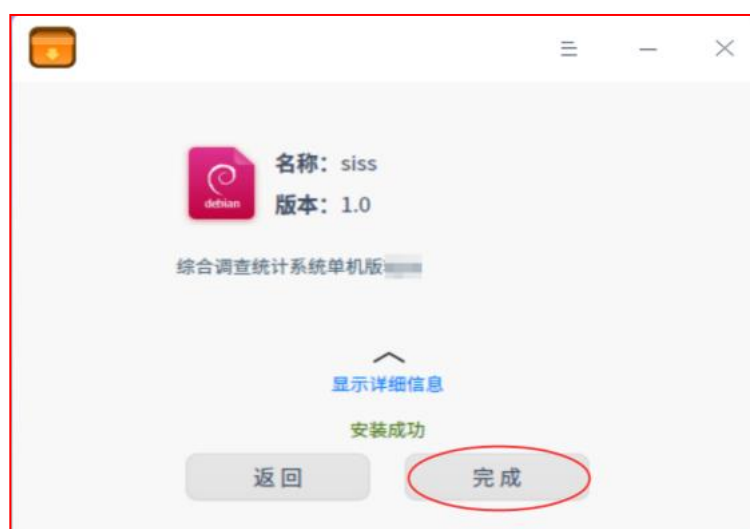 名称：siss
debian
版本：1.0
综合调查统计系统单机版
显示详细信息
安装成功
返回
完成